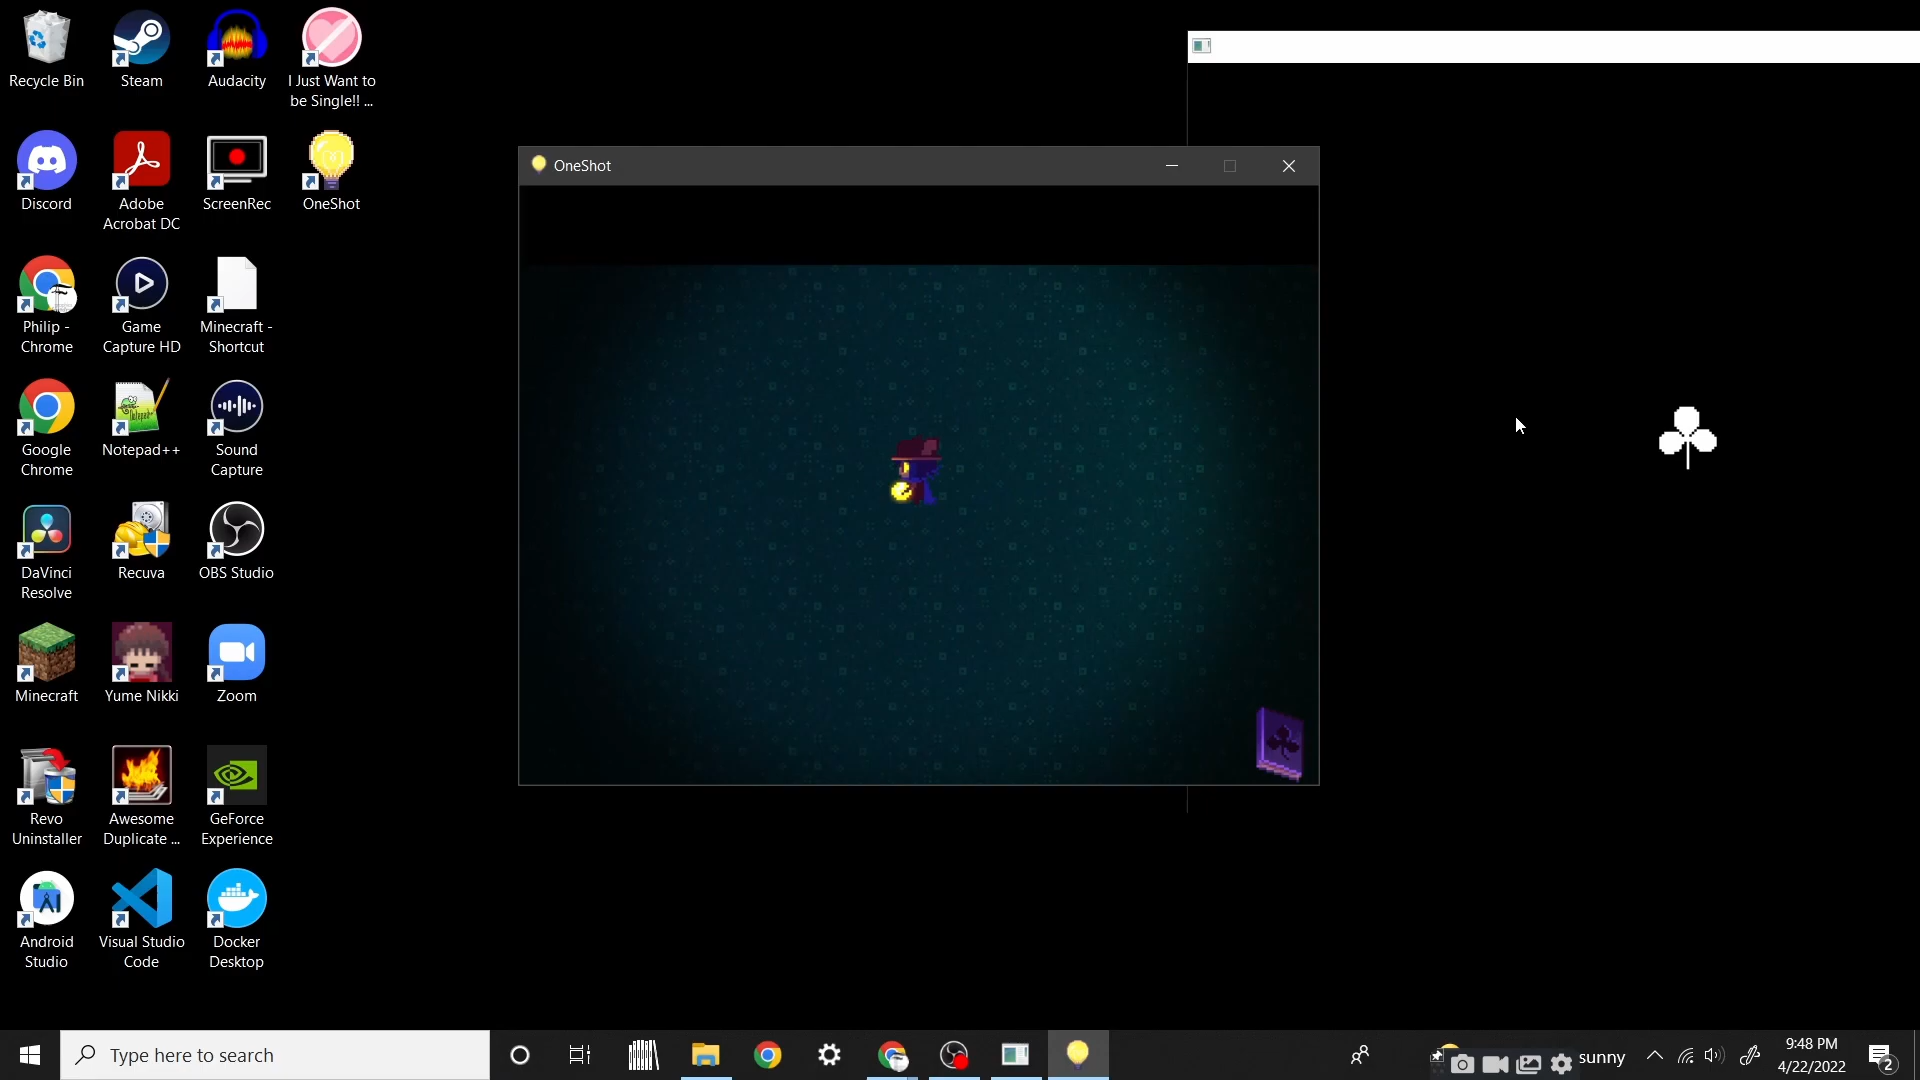 Recycle Bin
Steam
Audacity
I Just Want to
be Single!! ...
Discord
Adobe
Acrobat DC
ScreenRec
OneShot
Philip -
Chrome
Game
Capture HD
Minecraft -
Shortcut
Google
Chrome
Notepad++
Sound
Capture
DaVinci
Resolve
Recuva
OBS Studio
Minecraft
Yume Nikki
Zoom
Revo
Uninstaller
Awesome
Duplicate ...
GeForce
Experience
Android
Studio
Visual Studio
Code
Docker
Desktop
OneShot
Type here to search
sunny
9:48 PM
4/22/2022
2